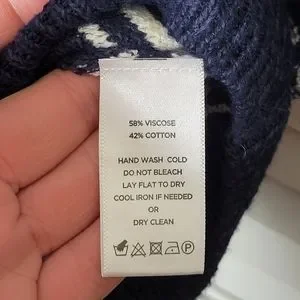 58% VISCOSE
42% COTTON
HAND WASH COLD
DO NOT BLEACH
LAY FLAT TO DRY
COOL IRON IF NEEDED
OR
DRY CLEAN
P